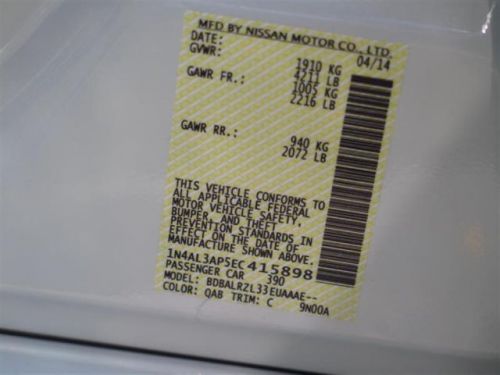 MFD BY NISSAN MOTOR CO., LTD.
DATE: 04/14
GVWR: 1910 KG
4211 LB
GAWR FR.: 1005 KG
2216 LB
GAWR RR.: 940 KG
2072 LB
THIS VEHICLE CONFORMS TO
ALL APPLICABLE FEDERAL
MOTOR VEHICLE SAFETY,
BUMPER, AND THEFT
PREVENTION STANDARDS IN
EFFECT ON THE DATE OF
MANUFACTURE SHOWN ABOVE.
1N4AL3AP5EC415898
PASSENGER CAR 390
MODEL: BDBALRZL33EUAAAE--
COLOR: QAB TRIM: C 9N00A